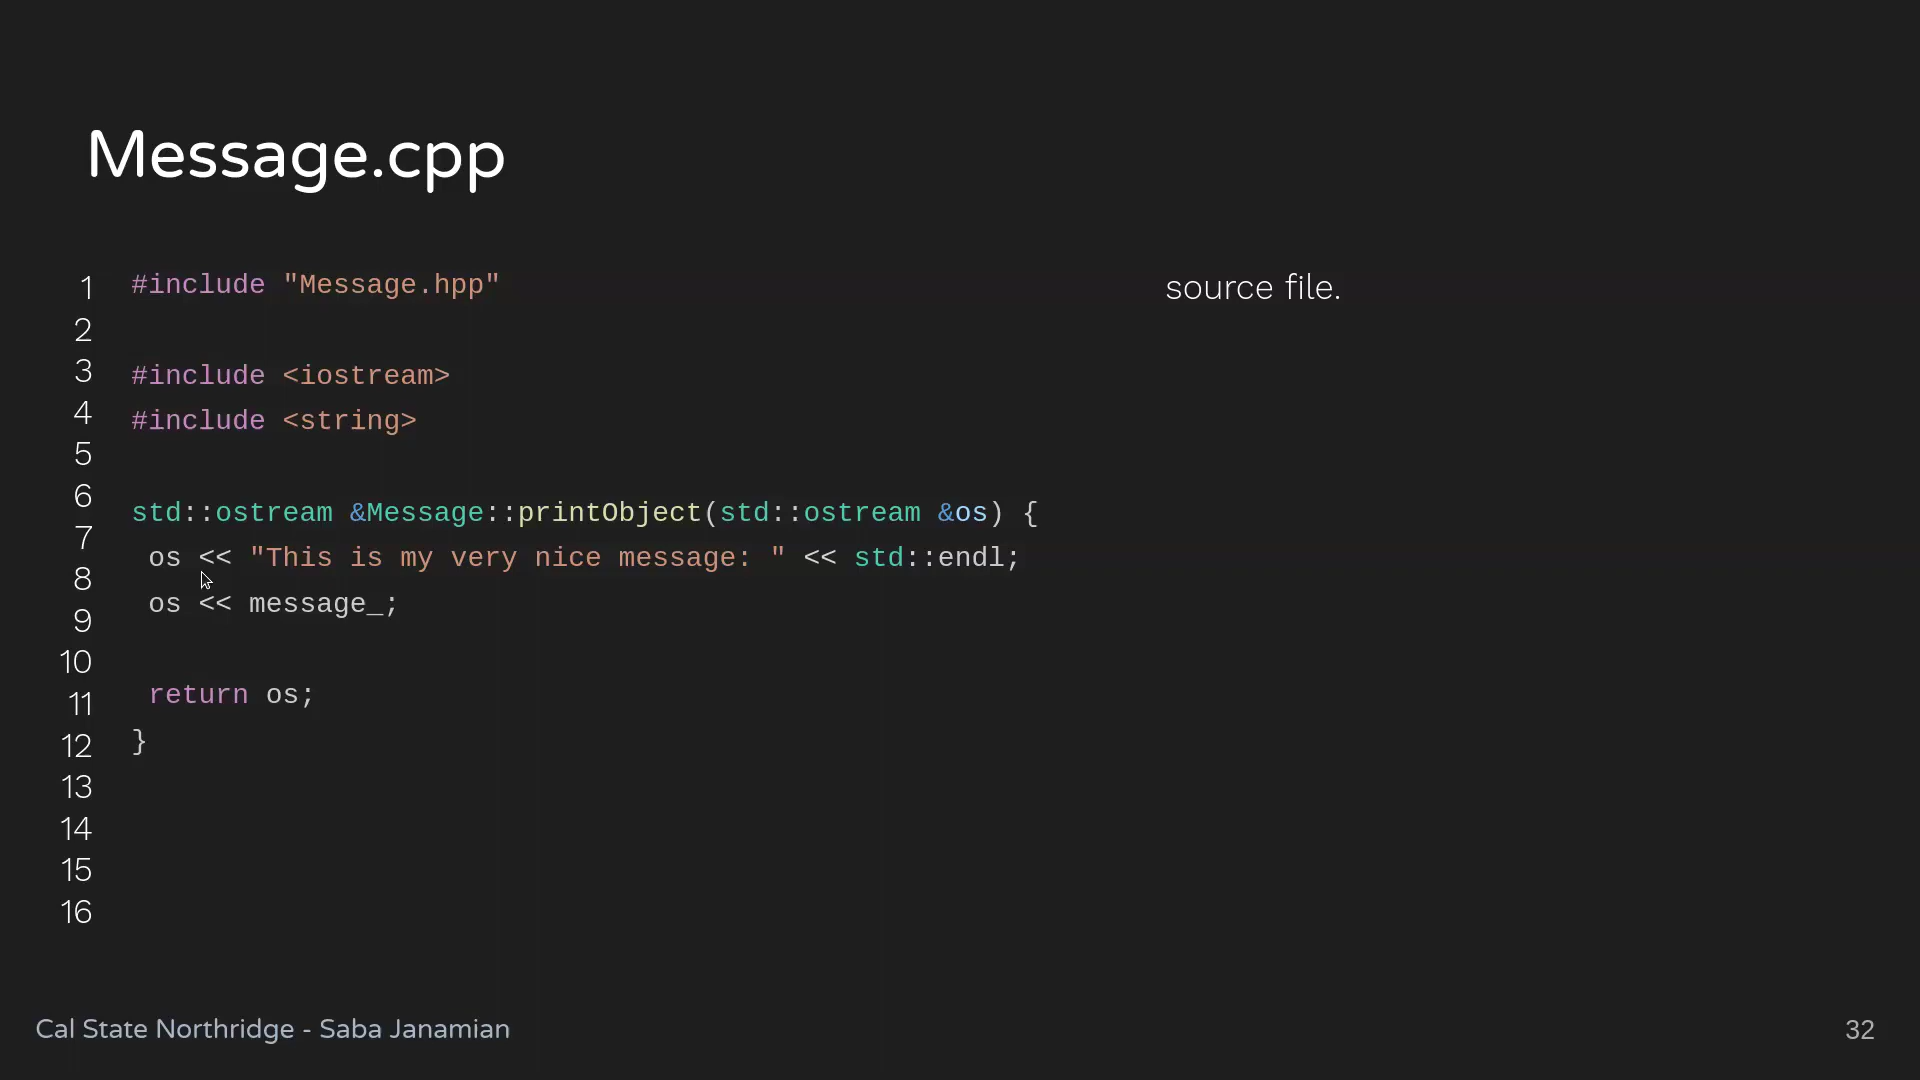 Message.cpp
1 #include "Message.hpp"
source file.
2
3 #include <iostream>
4 #include <string>
5
6 std::ostream &Message::printObject(std::ostream &os) {
7 os << "This is my very nice message: " << std::endl;
8 os << message_;
9
10 return os;
11 }
12
13
14
15
16
Cal State Northridge - Saba Janamian
32